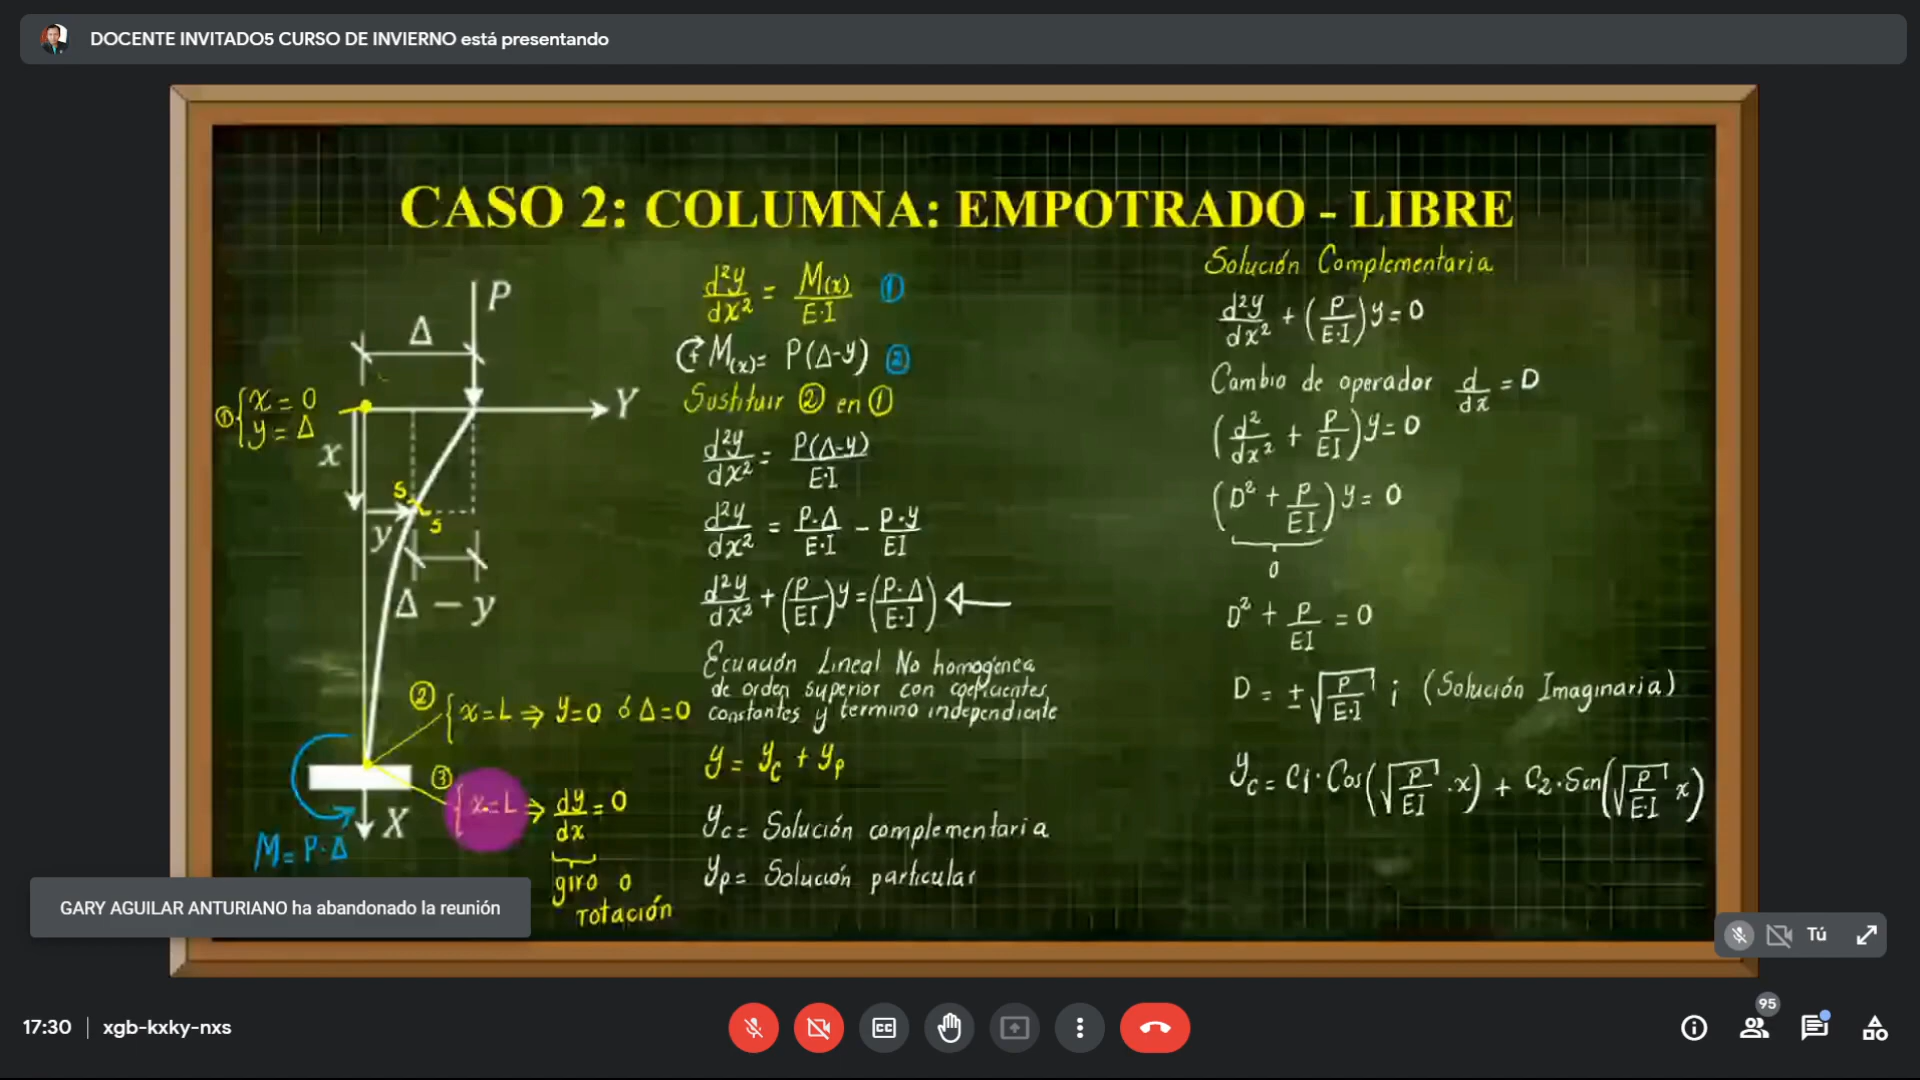 DOCENTE INVITADO5 CURSO DE INVIERNO está presentando
CASO 2: COLUMNA: EMPOTRADO - LIBRE
P
Δ
① { x = 0
y = Δ
Y
x
s
s
y
Δ - y
② { x=L ⇒ y=0 ó Δ=0
③ { x=L ⇒ dy/dx = 0
giro o
rotación
X
M= P·Δ
d²y/dx² = M(x)/E·I ①
M(x)= P(Δ-y) ②
Sustituir ② en ①
d²y/dx² = P(Δ-y)/E·I
d²y/dx² = P·Δ/E·I - P·y/EI
d²y/dx² + (P/EI)y = (P·Δ/E·I)
Ecuación Lineal No homogénea
de orden superior con coeficientes
constantes y termino independiente
y = yc + yp
yc= Solución complementaria
yp= Solución particular
Solución Complementaria
d²y/dx² + (P/E·I)y = 0
Cambio de operador d/dx = D
(d²/dx² + P/EI)y = 0
(D² + P/EI)y = 0
0
D² + P/EI = 0
D = ±√(P/E·I) i (Solución Imaginaria)
yc = C1·Cos(√(P/EI)·x) + C2·Sen(√(P/E·I) x)
GARY AGUILAR ANTURIANO ha abandonado la reunión
Tú
17:30 | xgb-kxky-nxs
CC
95